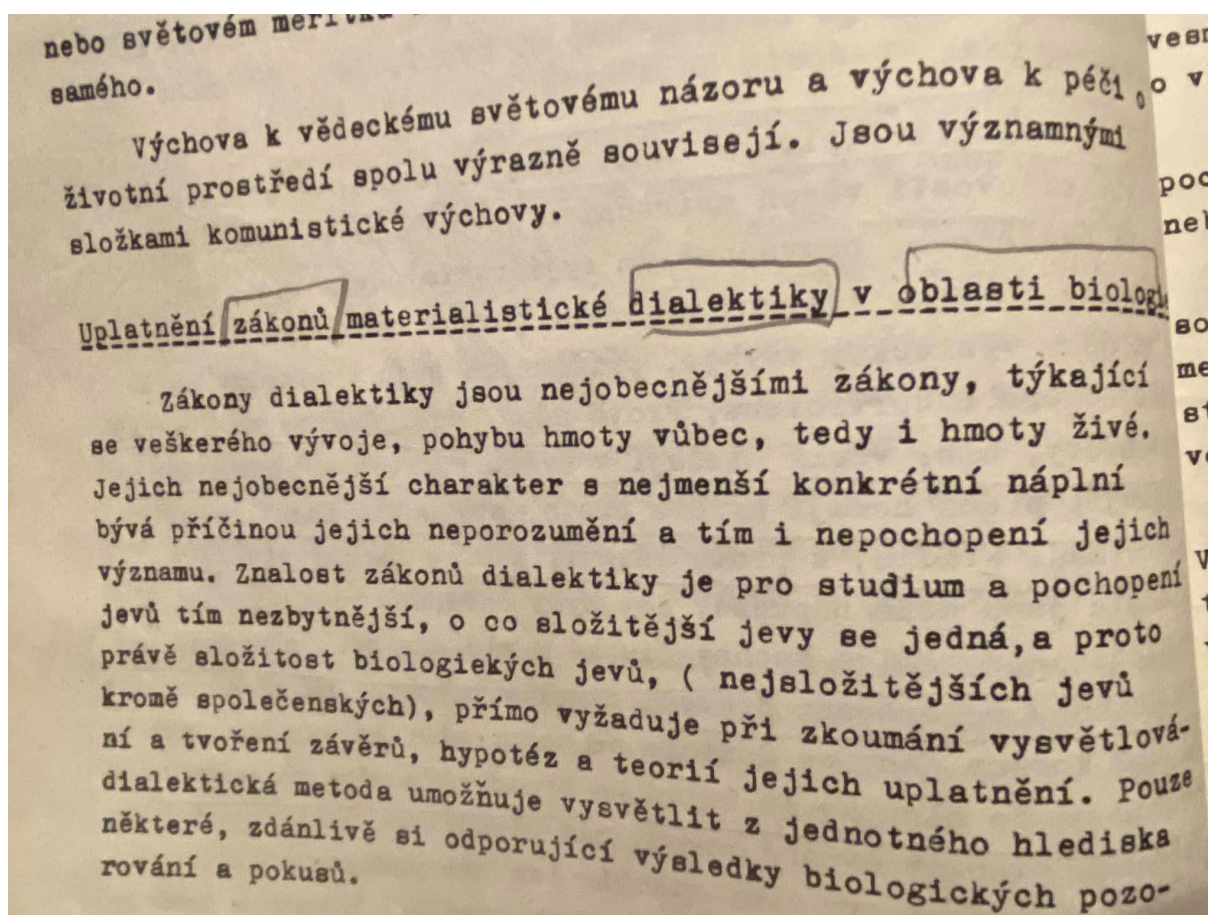 nebo světovém měřítku
samého.
Výchova k vědeckému světovému názoru a výchova k péči o
životní prostředí spolu výrazně souvisejí. Jsou významnými
složkami komunistické výchovy.
Uplatnění zákonů materialistické dialektiky v oblasti biologi
Zákony dialektiky jsou nejobecnějšími zákony, týkající
se veškerého vývoje, pohybu hmoty vůbec, tedy i hmoty živé.
Jejich nejobecnější charakter s nejmenší konkrétní náplní
bývá příčinou jejich neporozumění a tím i nepochopení jejich
významu. Znalost zákonů dialektiky je pro studium a pochopení
jevů tím nezbytnější, o co složitější jevy se jedná, a proto
právě složitost biologiekých jevů, ( nejsložitějších jevů
kromě společenských), přímo vyžaduje při zkoumání vysvětlová-
ní a tvoření závěrů, hypotéz a teorií jejich uplatnění. Pouze
dialektická metoda umožňuje vysvětlit z jednotného hlediska
některé, zdánlivě si odporující výsledky biologických pozo-
rování a pokusů.